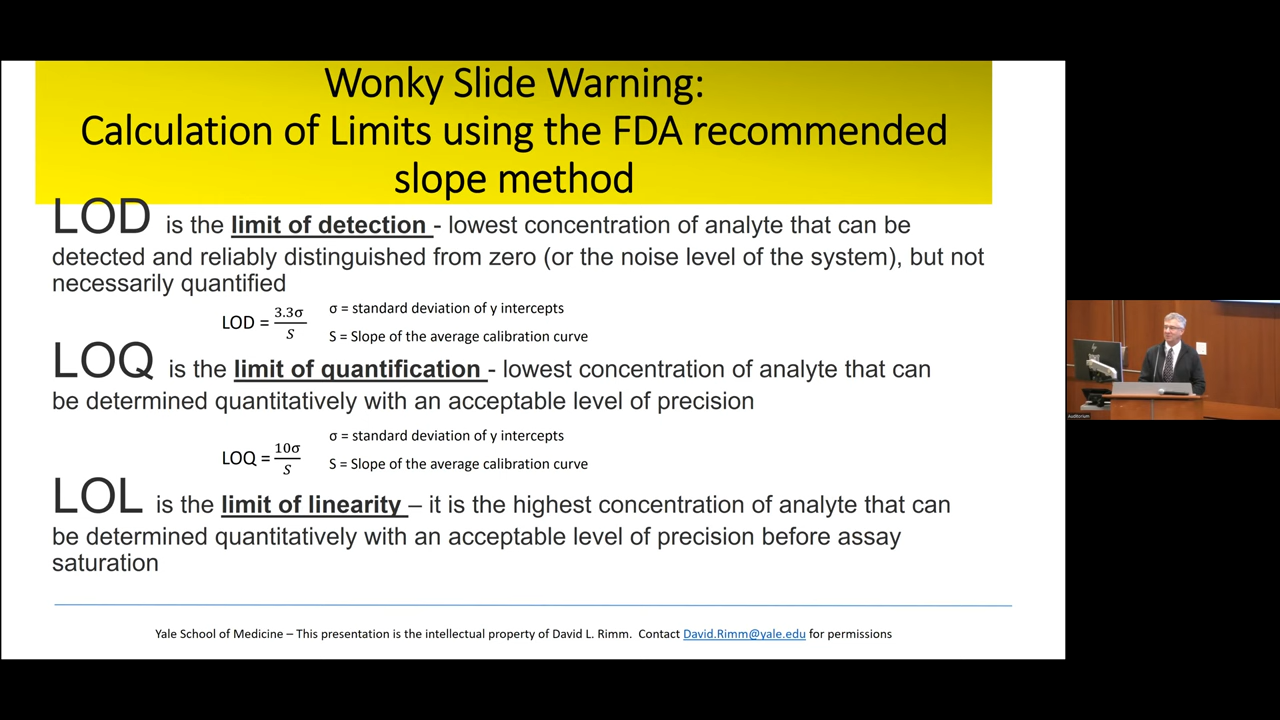 Wonky Slide Warning:
Calculation of Limits using the FDA recommended
slope method
LOD is the limit of detection - lowest concentration of analyte that can be
detected and reliably distinguished from zero (or the noise level of the system), but not
necessarily quantified
LOD = 3.3σ/S
σ = standard deviation of y intercepts
S = Slope of the average calibration curve
LOQ is the limit of quantification - lowest concentration of analyte that can
be determined quantitatively with an acceptable level of precision
LOQ = 10σ/S
σ = standard deviation of y intercepts
S = Slope of the average calibration curve
LOL is the limit of linearity – it is the highest concentration of analyte that can
be determined quantitatively with an acceptable level of precision before assay
saturation
Yale School of Medicine – This presentation is the intellectual property of David L. Rimm. Contact David.Rimm@yale.edu for permissions
Auditorium